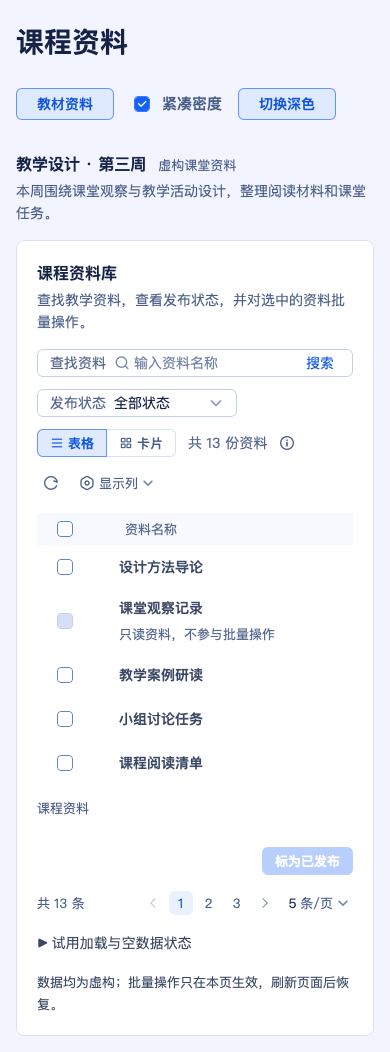 课程资料
教材资料 紧凑密度 切换深色
教学设计 · 第三周 虚构课堂资料
本周围绕课堂观察与教学活动设计，整理阅读材料和课堂
任务。
课程资料库
查找教学资料，查看发布状态，并对选中的资料批
量操作。
查找资料 输入资料名称 搜索
发布状态 全部状态
表格 卡片 共 13 份资料
显示列
资料名称
设计方法导论
课堂观察记录
只读资料，不参与批量操作
教学案例研读
小组讨论任务
课程阅读清单
课程资料
标为已发布
共 13 条 1 2 3 5 条/页
试用加载与空数据状态
数据均为虚构；批量操作只在本页生效，刷新页面后恢
复。